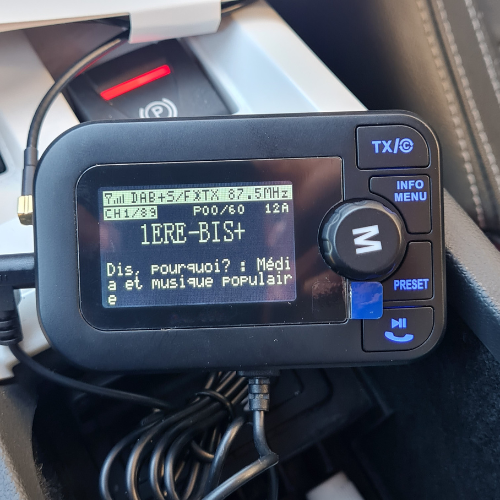 DAB+S/F TX 87.5MHz
CH1/89 P00/60 12A
1ERE-BIS+
Dis, pourquoi? : Médi
a et musique populair
e
TX/C
INFO
MENU
M
PRESET
P